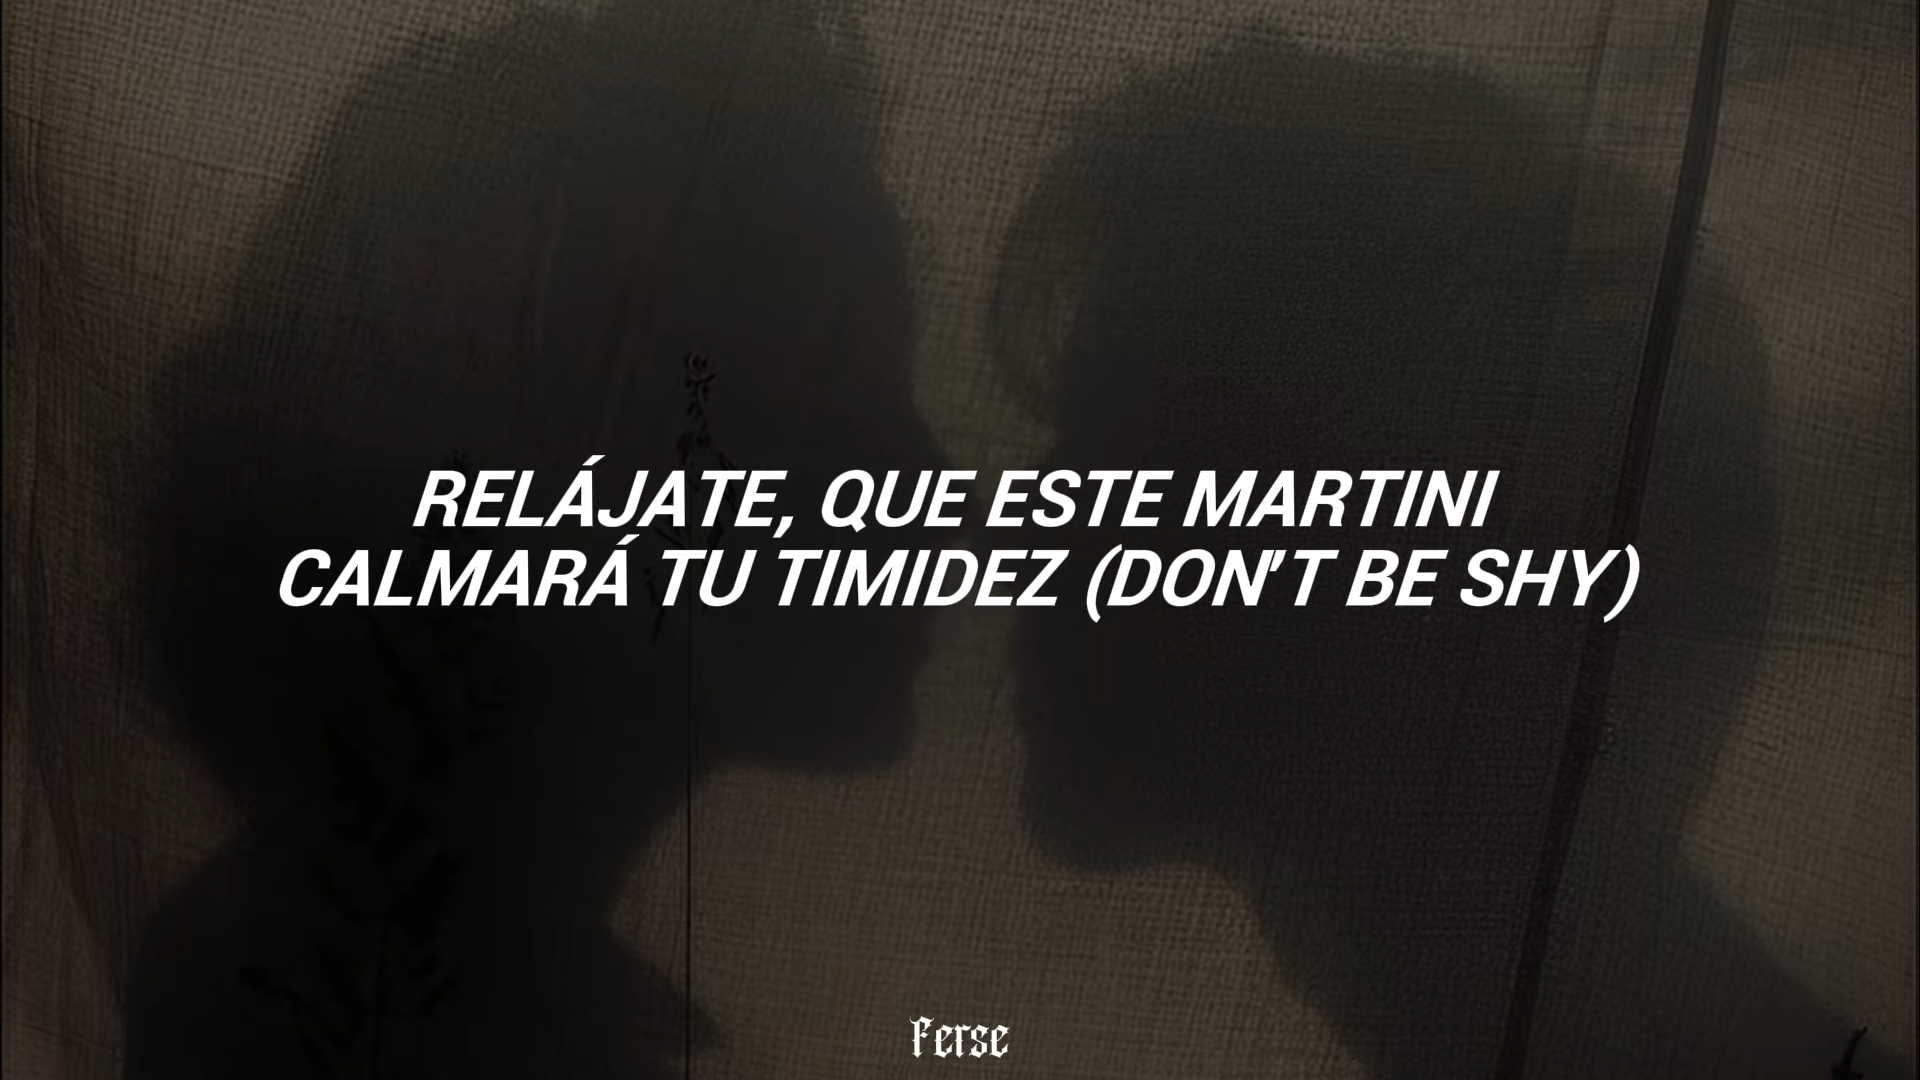 RELÁJATE, QUE ESTE MARTINI
CALMARÁ TU TIMIDEZ (DON'T BE SHY)
Ferse